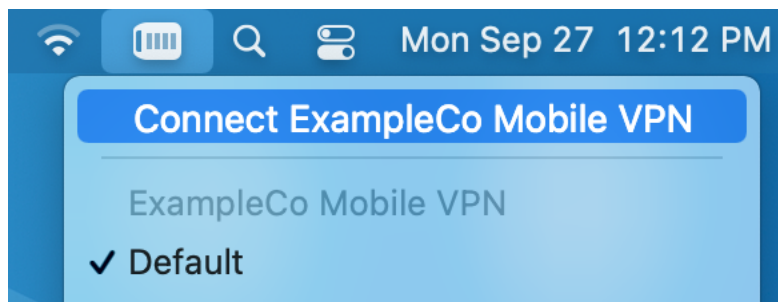 Mon Sep 27 12:12 PM
Connect ExampleCo Mobile VPN
ExampleCo Mobile VPN
Default